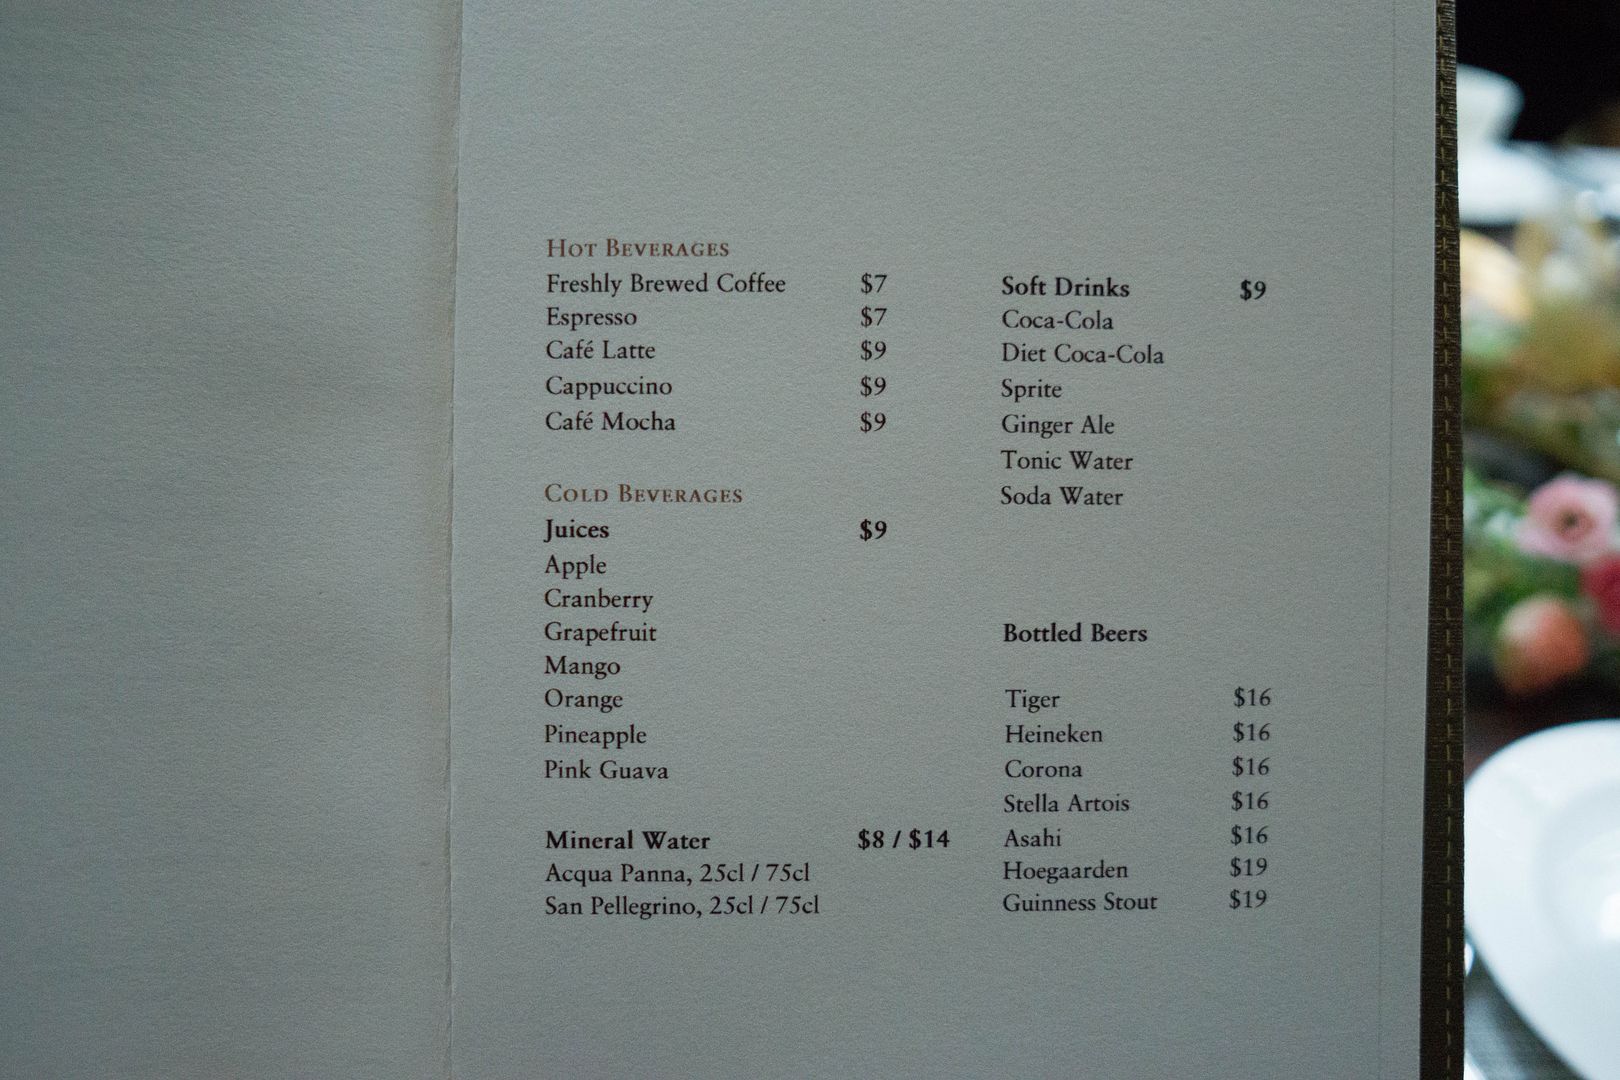 HOT BEVERAGES
Freshly Brewed Coffee $7
Espresso $7
Café Latte $9
Cappuccino $9
Café Mocha $9
COLD BEVERAGES
Juices $9
Apple
Cranberry
Grapefruit
Mango
Orange
Pineapple
Pink Guava
Mineral Water $8 / $14
Acqua Panna, 25cl / 75cl
San Pellegrino, 25cl / 75cl
Soft Drinks $9
Coca-Cola
Diet Coca-Cola
Sprite
Ginger Ale
Tonic Water
Soda Water
Bottled Beers
Tiger $16
Heineken $16
Corona $16
Stella Artois $16
Asahi $16
Hoegaarden $19
Guinness Stout $19